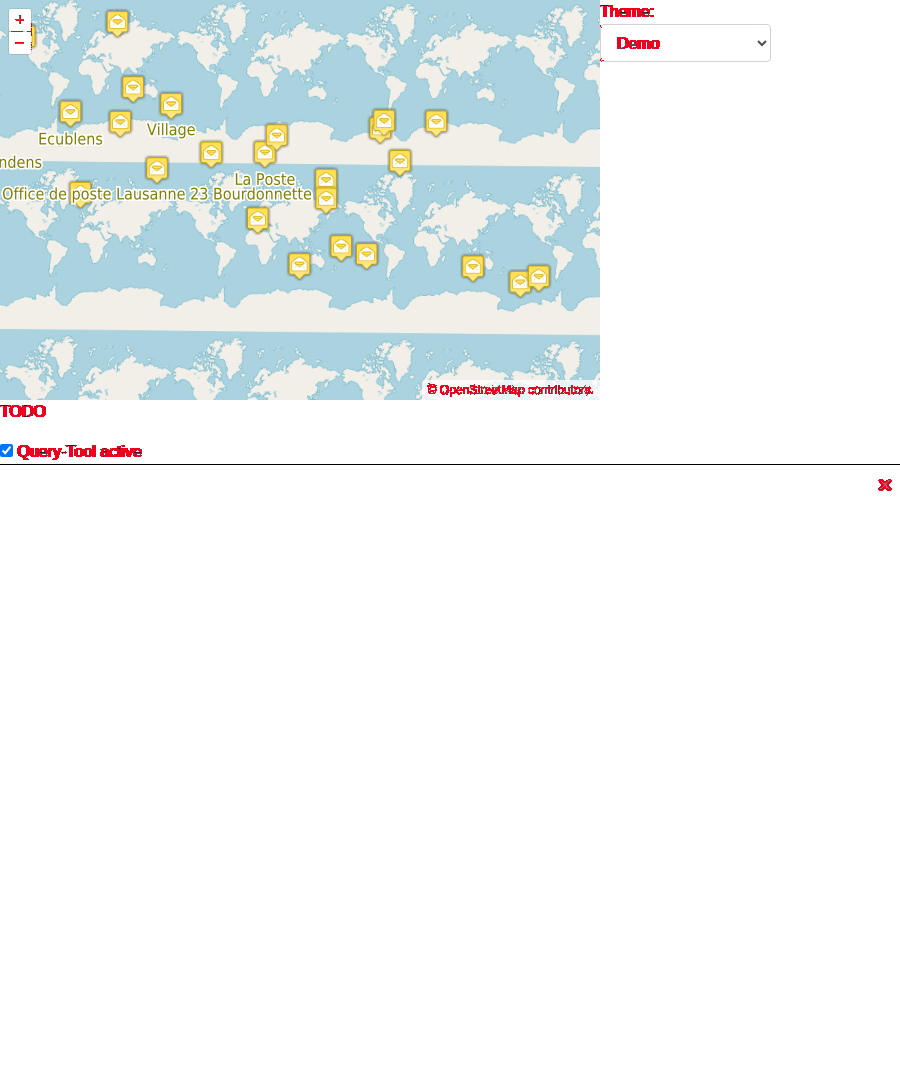 +
−
Theme:
Demo
Ecublens
Village
ndens
La Poste
Office de poste Lausanne 23 Bourdonnette
© OpenStreetMap contributors.
TODO
Query-Tool active
×